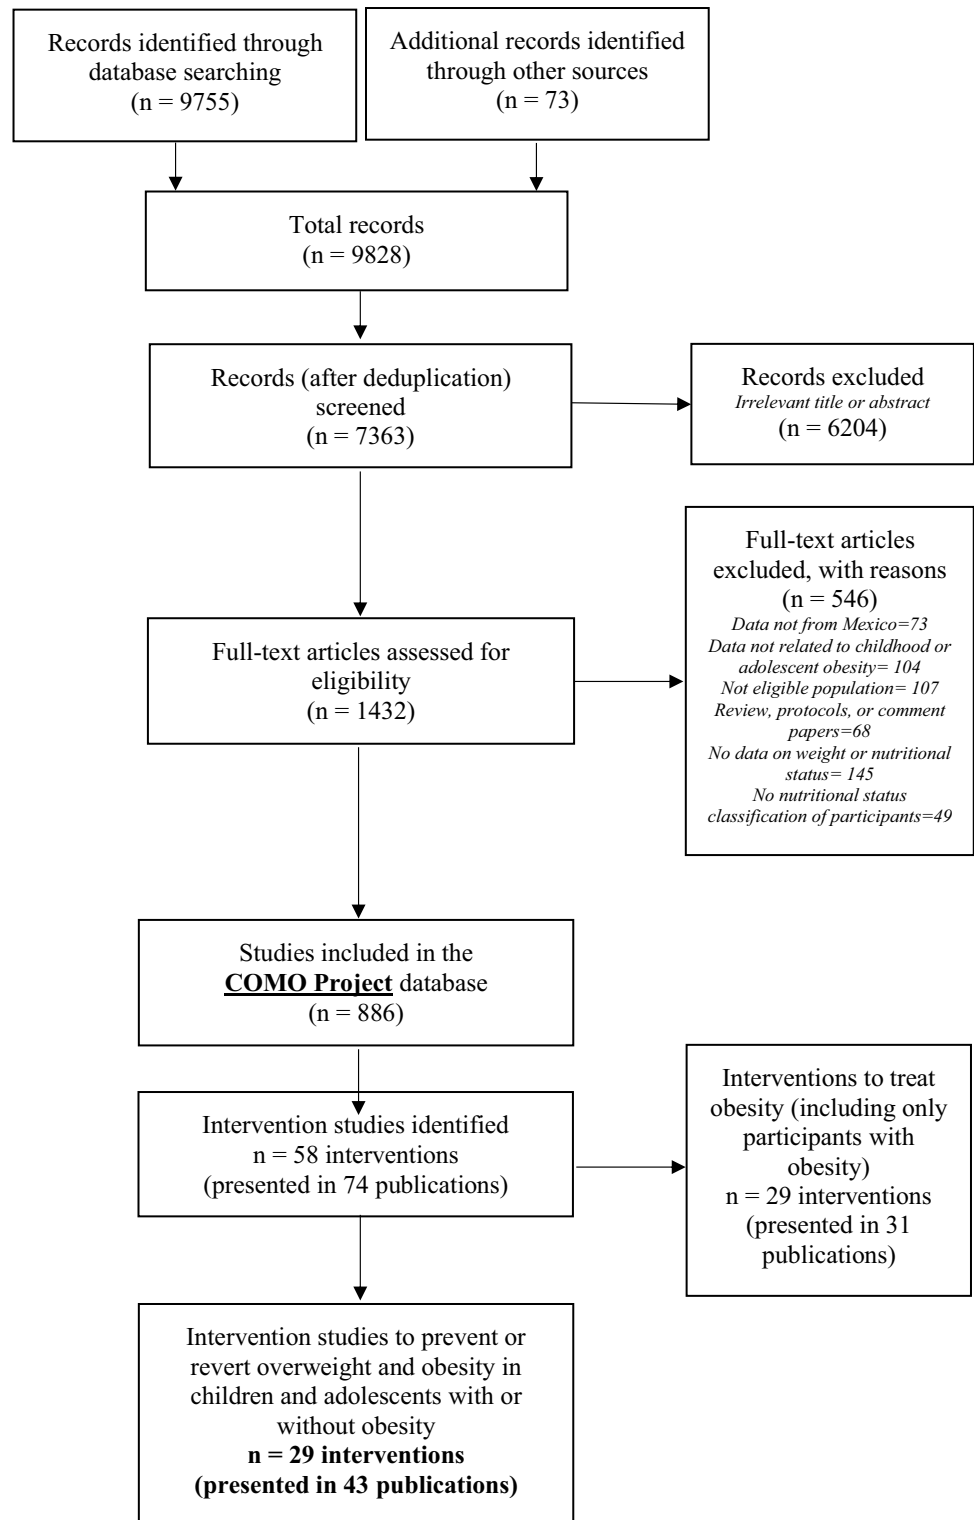 Records identified through
database searching
(n = 9755)
Additional records identified
through other sources
(n = 73)
Total records
(n = 9828)
Records (after deduplication)
screened
(n = 7363)
Records excluded
Irrelevant title or abstract
(n = 6204)
Full-text articles assessed for
eligibility
(n = 1432)
Full-text articles
excluded, with reasons
(n = 546)
Data not from Mexico=73
Data not related to childhood or
adolescent obesity= 104
Not eligible population= 107
Review, protocols, or comment
papers=68
No data on weight or nutritional
status= 145
No nutritional status
classification of participants=49
Studies included in the
COMO Project database
(n = 886)
Intervention studies identified
n = 58 interventions
(presented in 74 publications)
Interventions to treat
obesity (including only
participants with
obesity)
n = 29 interventions
(presented in 31
publications)
Intervention studies to prevent or
revert overweight and obesity in
children and adolescents with or
without obesity
n = 29 interventions
(presented in 43 publications)